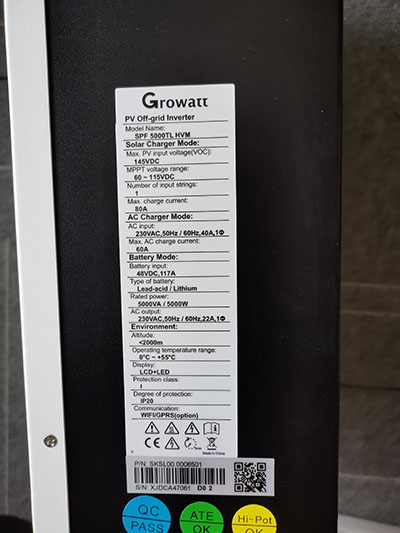 Growatt
PV Off-grid Inverter
Model Name:
SPF 5000TL HVM
Solar Charger Mode:
Max. PV input voltage(VOC):
145VDC
MPPT voltage range:
60 ~ 115VDC
Number of input strings:
1
Max. charge current:
80A
AC Charger Mode:
AC input:
230VAC,50Hz / 60Hz,40A,1Φ
Max. AC charge current:
60A
Battery Mode:
Battery input:
48VDC,117A
Type of battery:
Lead-acid / Lithium
Rated power:
5000VA / 5000W
AC output:
230VAC,50Hz / 60Hz,22A,1Φ
Environment:
Altitude:
<2000m
Operating temperature range:
0°C ~ +55°C
Display:
LCD+LED
Protection class:
I
Degree of protection:
IP20
Communication:
WIFI/GPRS(option)
CE
Made in China
P/N: SKSL00.0006501
S/N: XJDCA47061 D0 2
QC
PASS
ATE
OK
Hi-Pot
OK